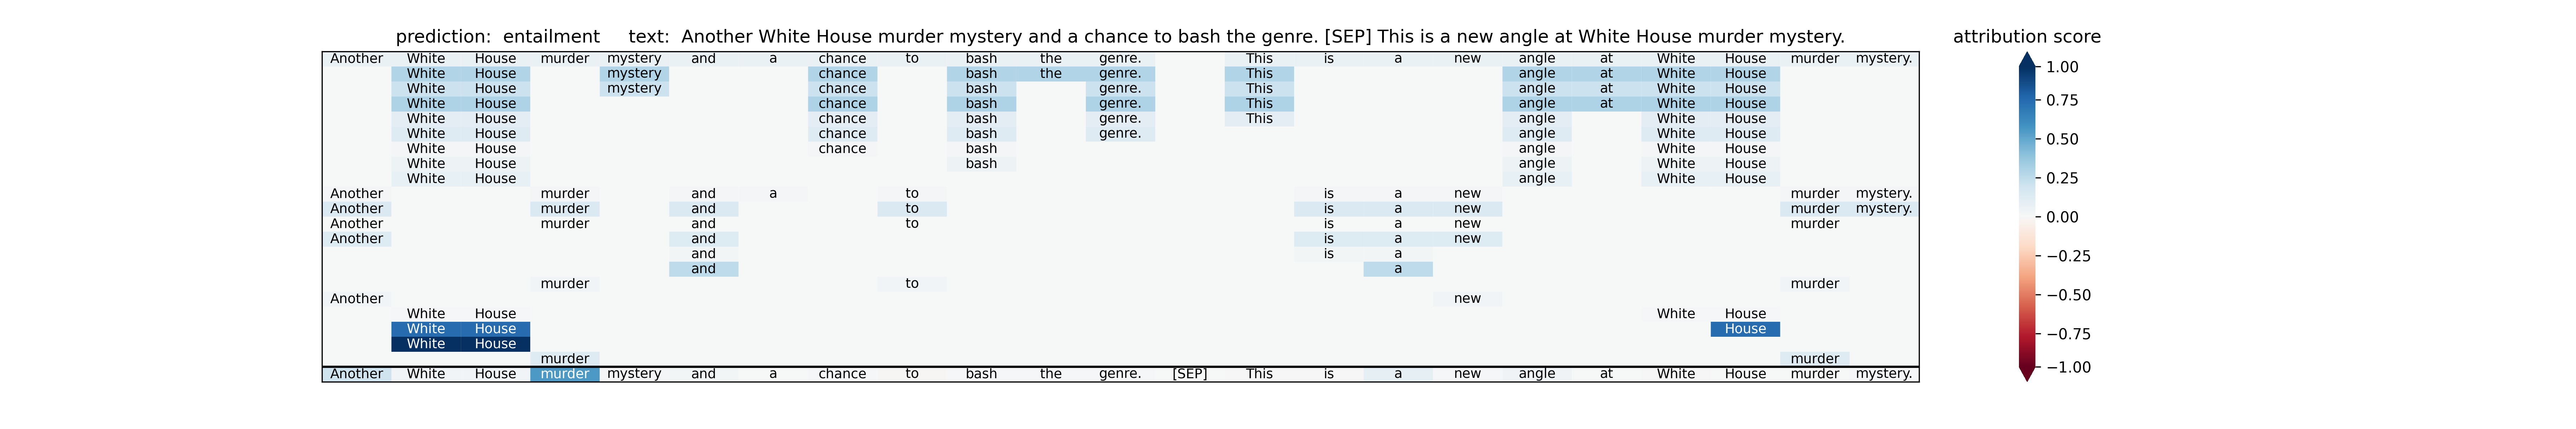 prediction: entailment text: Another White House murder mystery and a chance to bash the genre. [SEP] This is a new angle at White House murder mystery. attribution score
Another White House murder mystery and a chance to bash the genre. This is a new angle at White House murder mystery.
White House mystery chance bash the genre. This angle at White House
White House mystery chance bash genre. This angle at White House
White House chance bash genre. This angle at White House
White House chance bash genre. This angle White House
White House chance bash genre. angle White House
White House chance bash angle White House
White House bash angle White House
White House angle White House
Another murder and a to is a new murder mystery.
Another murder and to is a new murder mystery.
Another murder and to is a new murder
Another and is a new
and is a
and a
murder to murder
Another new
White House White House
White House House
White House
murder murder
Another White House murder mystery and a chance to bash the genre. [SEP] This is a new angle at White House murder mystery.
1.00
0.75
0.50
0.25
0.00
−0.25
−0.50
−0.75
−1.00